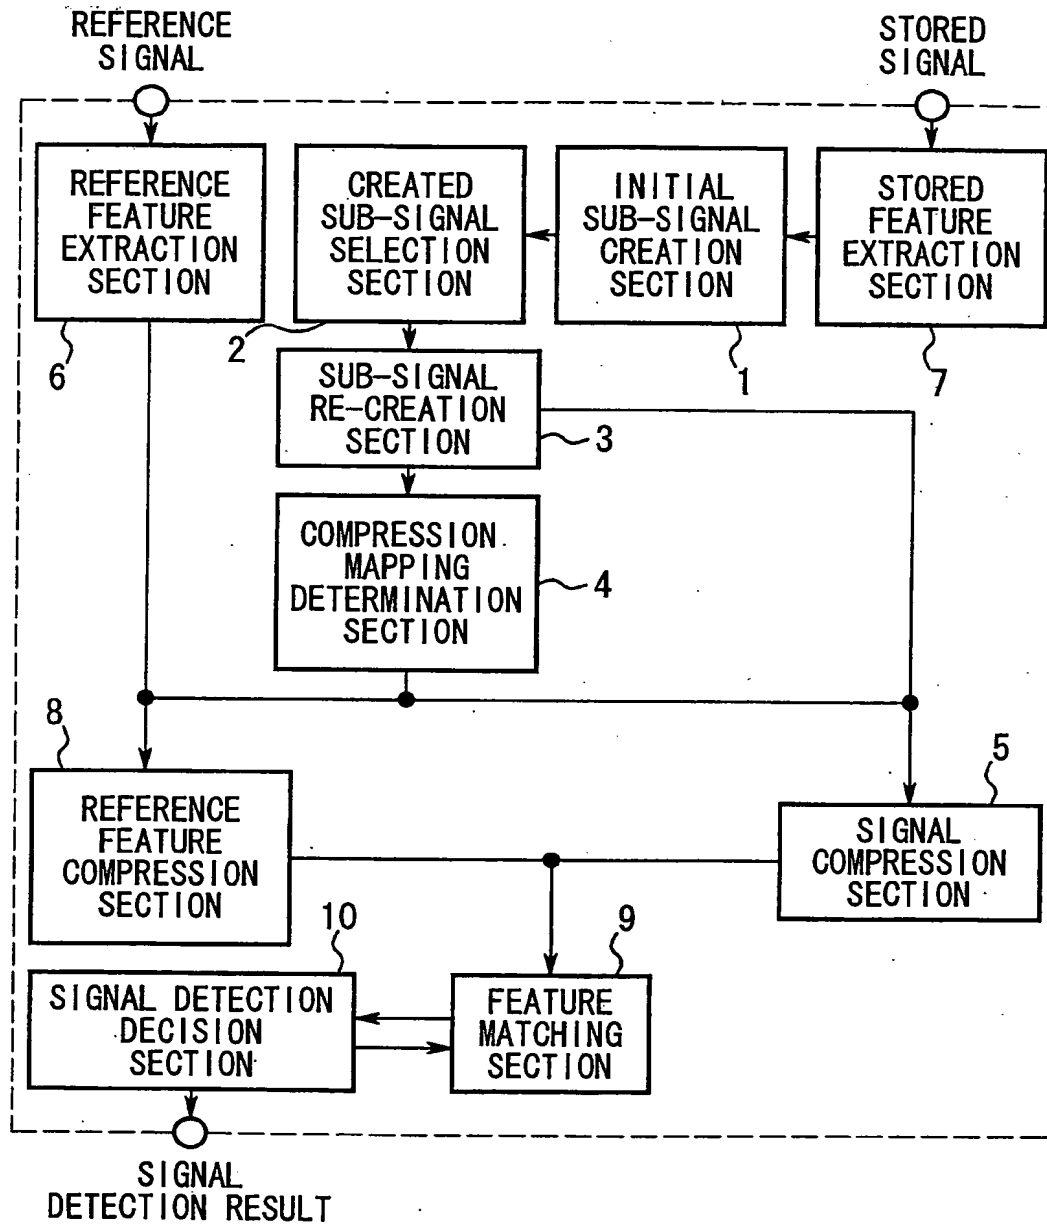 REFERENCE
SIGNAL
STORED
SIGNAL
REFERENCE
FEATURE
EXTRACTION
SECTION
6
CREATED
SUB-SIGNAL
SELECTION
SECTION
2
INITIAL
SUB-SIGNAL
CREATION
SECTION
1
STORED
FEATURE
EXTRACTION
SECTION
7
SUB-SIGNAL
RE-CREATION
SECTION
3
COMPRESSION
MAPPING
DETERMINATION
SECTION
4
8
REFERENCE
FEATURE
COMPRESSION
SECTION
5
SIGNAL
COMPRESSION
SECTION
10
SIGNAL DETECTION
DECISION
SECTION
9
FEATURE
MATCHING
SECTION
SIGNAL
DETECTION RESULT